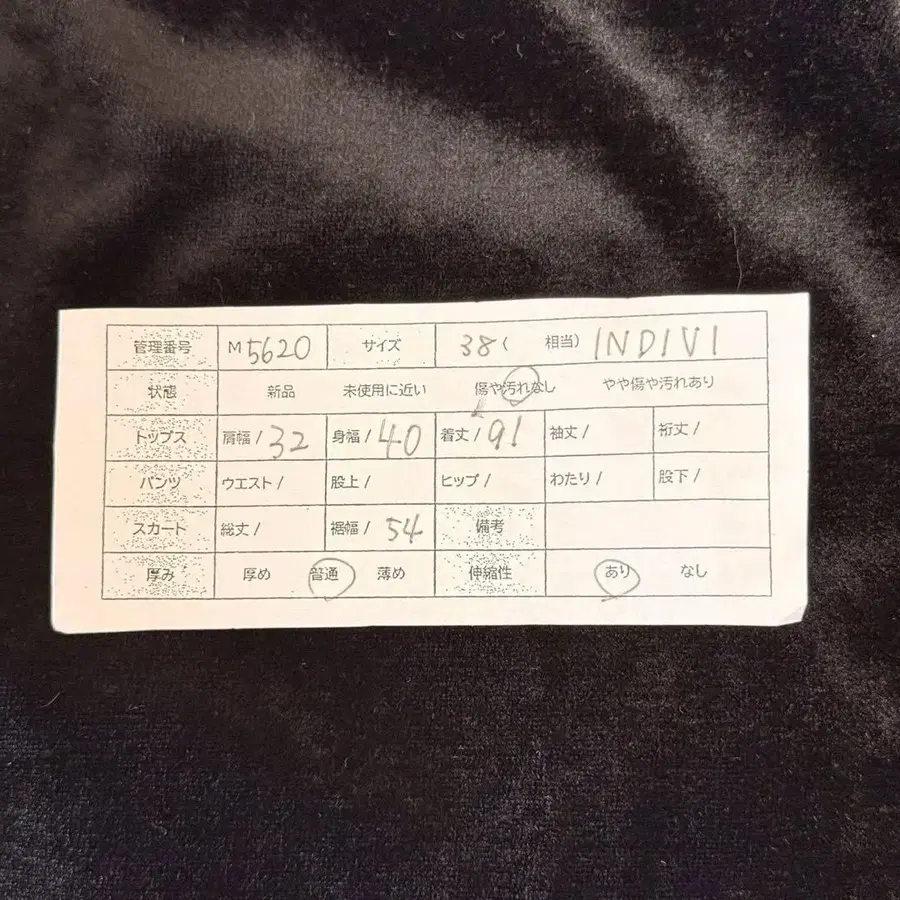 管理番号 M5620 サイズ 38( 相当) INDIVI
状態 新品 未使用に近い 傷や汚れなし やや傷や汚れあり
トップス 肩幅/32 身幅/40 着丈/91 袖丈/ 裄丈/
パンツ ウエスト/ 股上/ ヒップ/ わたり/ 股下/
スカート 総丈/ 裾幅/ 54 備考
厚み 厚め 普通 薄め 伸縮性 あり なし